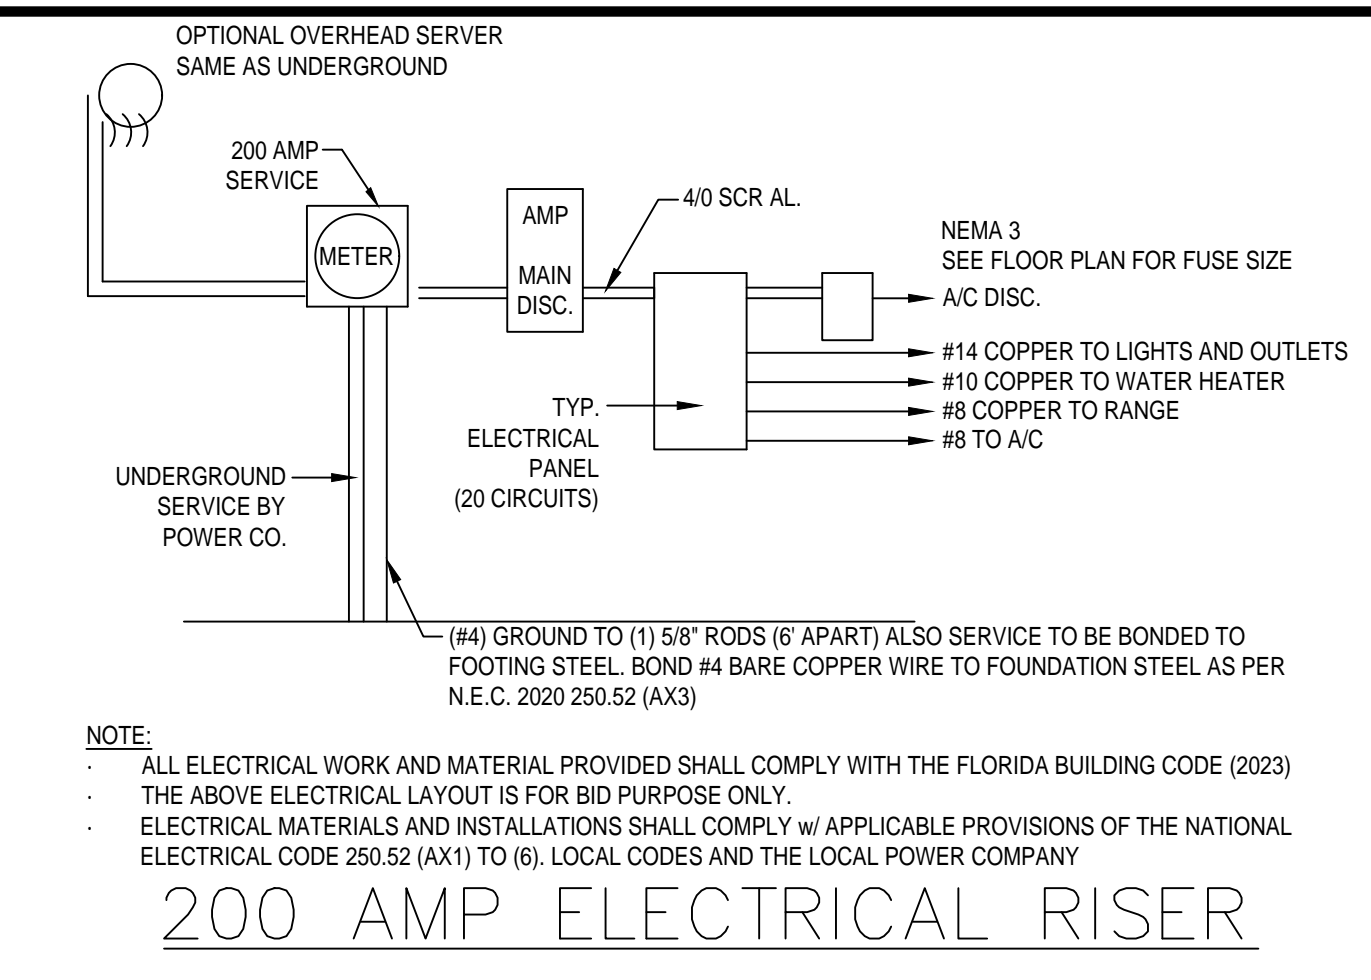 OPTIONAL OVERHEAD SERVER
SAME AS UNDERGROUND
200 AMP
SERVICE
METER
AMP
MAIN
DISC.
4/0 SCR AL.
NEMA 3
SEE FLOOR PLAN FOR FUSE SIZE
A/C DISC.
#14 COPPER TO LIGHTS AND OUTLETS
#10 COPPER TO WATER HEATER
#8 COPPER TO RANGE
#8 TO A/C
TYP.
ELECTRICAL
PANEL
(20 CIRCUITS)
UNDERGROUND
SERVICE BY
POWER CO.
(#4) GROUND TO (1) 5/8" RODS (6' APART) ALSO SERVICE TO BE BONDED TO
FOOTING STEEL. BOND #4 BARE COPPER WIRE TO FOUNDATION STEEL AS PER
N.E.C. 2020 250.52 (AX3)
NOTE:
· ALL ELECTRICAL WORK AND MATERIAL PROVIDED SHALL COMPLY WITH THE FLORIDA BUILDING CODE (2023)
· THE ABOVE ELECTRICAL LAYOUT IS FOR BID PURPOSE ONLY.
· ELECTRICAL MATERIALS AND INSTALLATIONS SHALL COMPLY w/ APPLICABLE PROVISIONS OF THE NATIONAL
ELECTRICAL CODE 250.52 (AX1) TO (6). LOCAL CODES AND THE LOCAL POWER COMPANY
200 AMP ELECTRICAL RISER